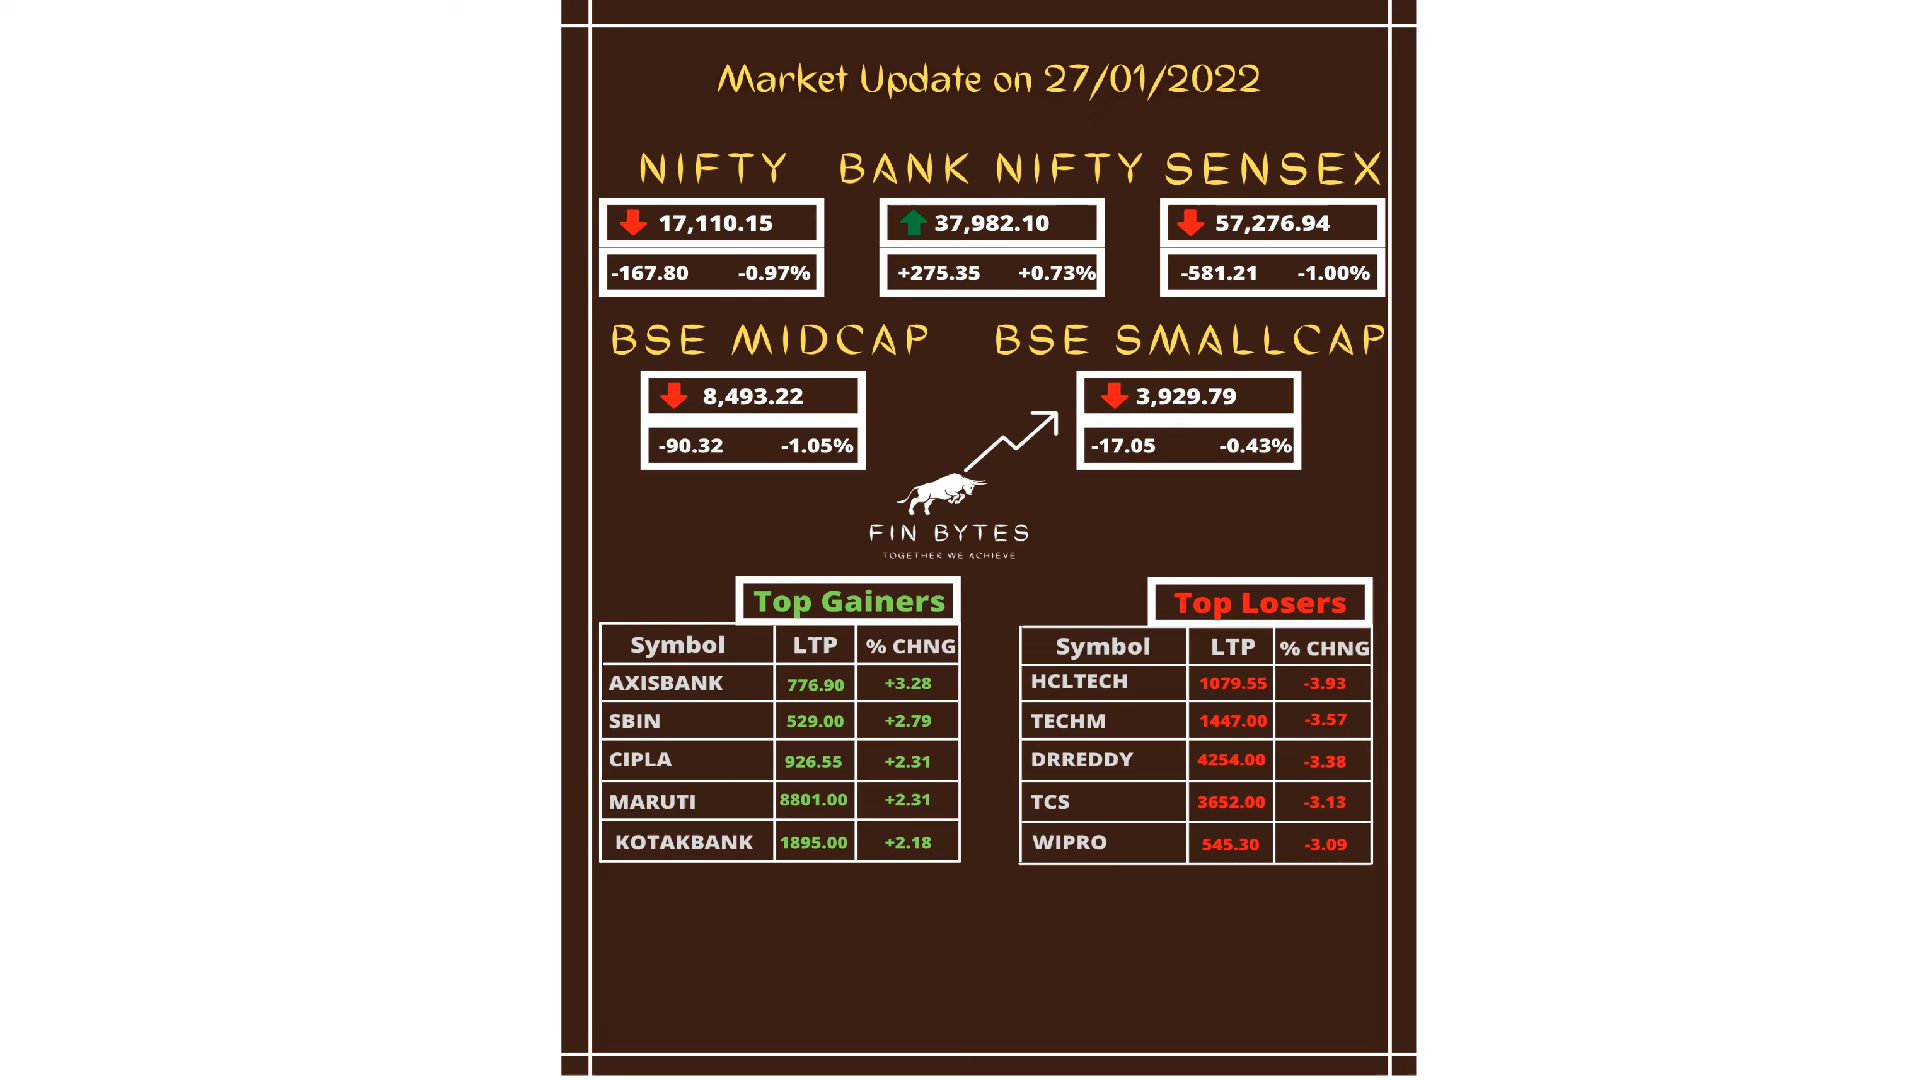 Market Update on 27/01/2022
NIFTY BANK NIFTY SENSEX
17,110.15 37,982.10 57,276.94
-167.80 -0.97% +275.35 +0.73% -581.21 -1.00%
BSE MIDCAP BSE SMALLCAP
8,493.22 3,929.79
-90.32 -1.05% -17.05 -0.43%
FIN BYTES
TOGETHER WE ACHIEVE
Top Gainers
Symbol LTP % CHNG
AXISBANK 776.90 +3.28
SBIN 529.00 +2.79
CIPLA 926.55 +2.31
MARUTI 8801.00 +2.31
KOTAKBANK 1895.00 +2.18
Top Losers
Symbol LTP % CHNG
HCLTECH 1079.55 -3.93
TECHM 1447.00 -3.57
DRREDDY 4254.00 -3.38
TCS 3652.00 -3.13
WIPRO 545.30 -3.09